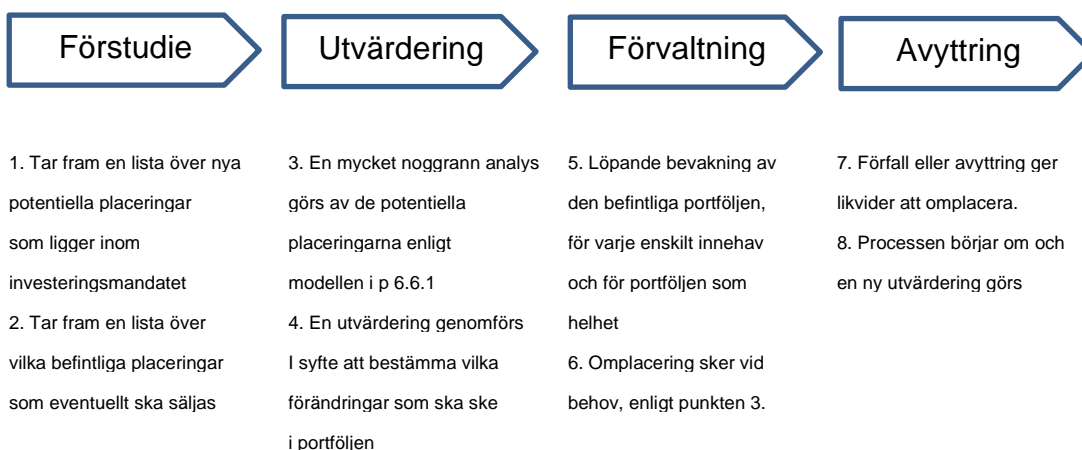 Förstudie
Utvärdering
Förvaltning
Avyttring
1. Tar fram en lista över nya
potentiella placeringar
som ligger inom
investeringsmandatet
2. Tar fram en lista över
vilka befintliga placeringar
som eventuellt ska säljas
3. En mycket noggrann analys
görs av de potentiella
placeringarna enligt
modellen i p 6.6.1
4. En utvärdering genomförs
I syfte att bestämma vilka
förändringar som ska ske
i portföljen
5. Löpande bevakning av
den befintliga portföljen,
för varje enskilt innehav
och för portföljen som
helhet
6. Omplacering sker vid
behov, enligt punkten 3.
7. Förfall eller avyttring ger
likvider att omplacera.
8. Processen börjar om och
en ny utvärdering görs